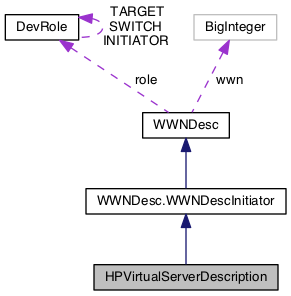 TARGET
SWITCH
INITIATOR
DevRole
BigInteger
role
wwn
WWNDesc
WWNDesc.WWNDescInitiator
HPVirtualServerDescription